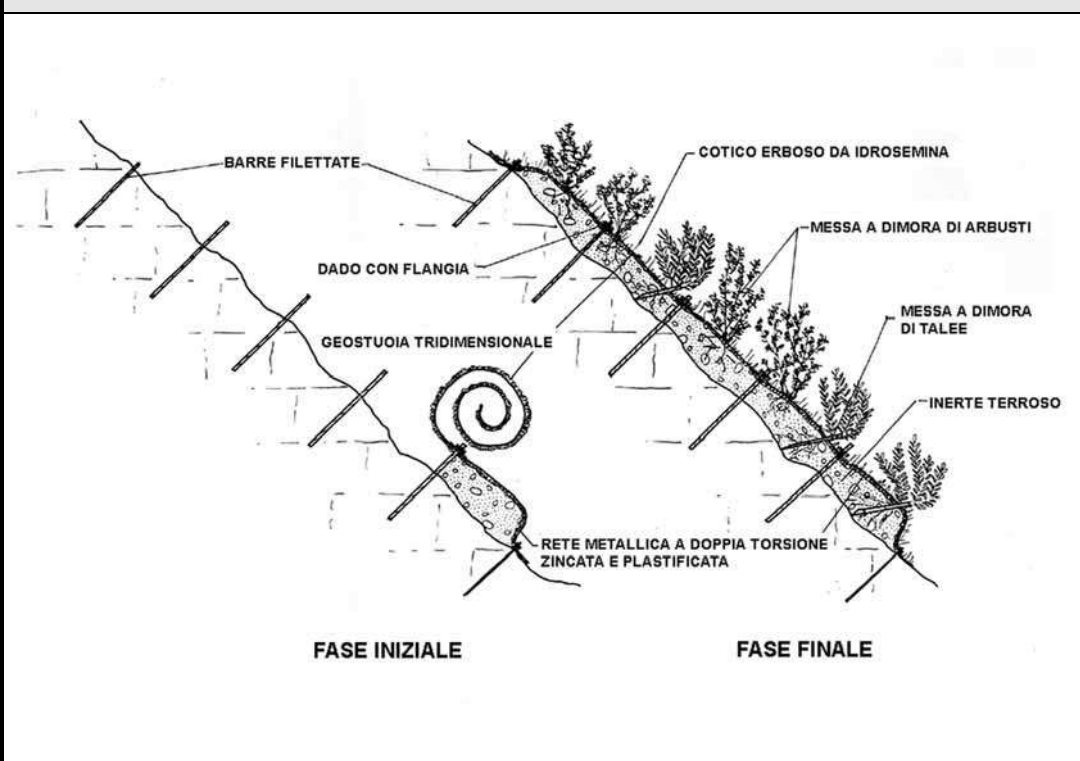 BARRE FILETTATE
COTICO ERBOSO DA IDROSEMINA
MESSA A DIMORA DI ARBUSTI
DADO CON FLANGIA
MESSA A DIMORA
DI TALEE
GEOSTUOIA TRIDIMENSIONALE
INERTE TERROSO
RETE METALLICA A DOPPIA TORSIONE
ZINCATA E PLASTIFICATA
FASE INIZIALE
FASE FINALE